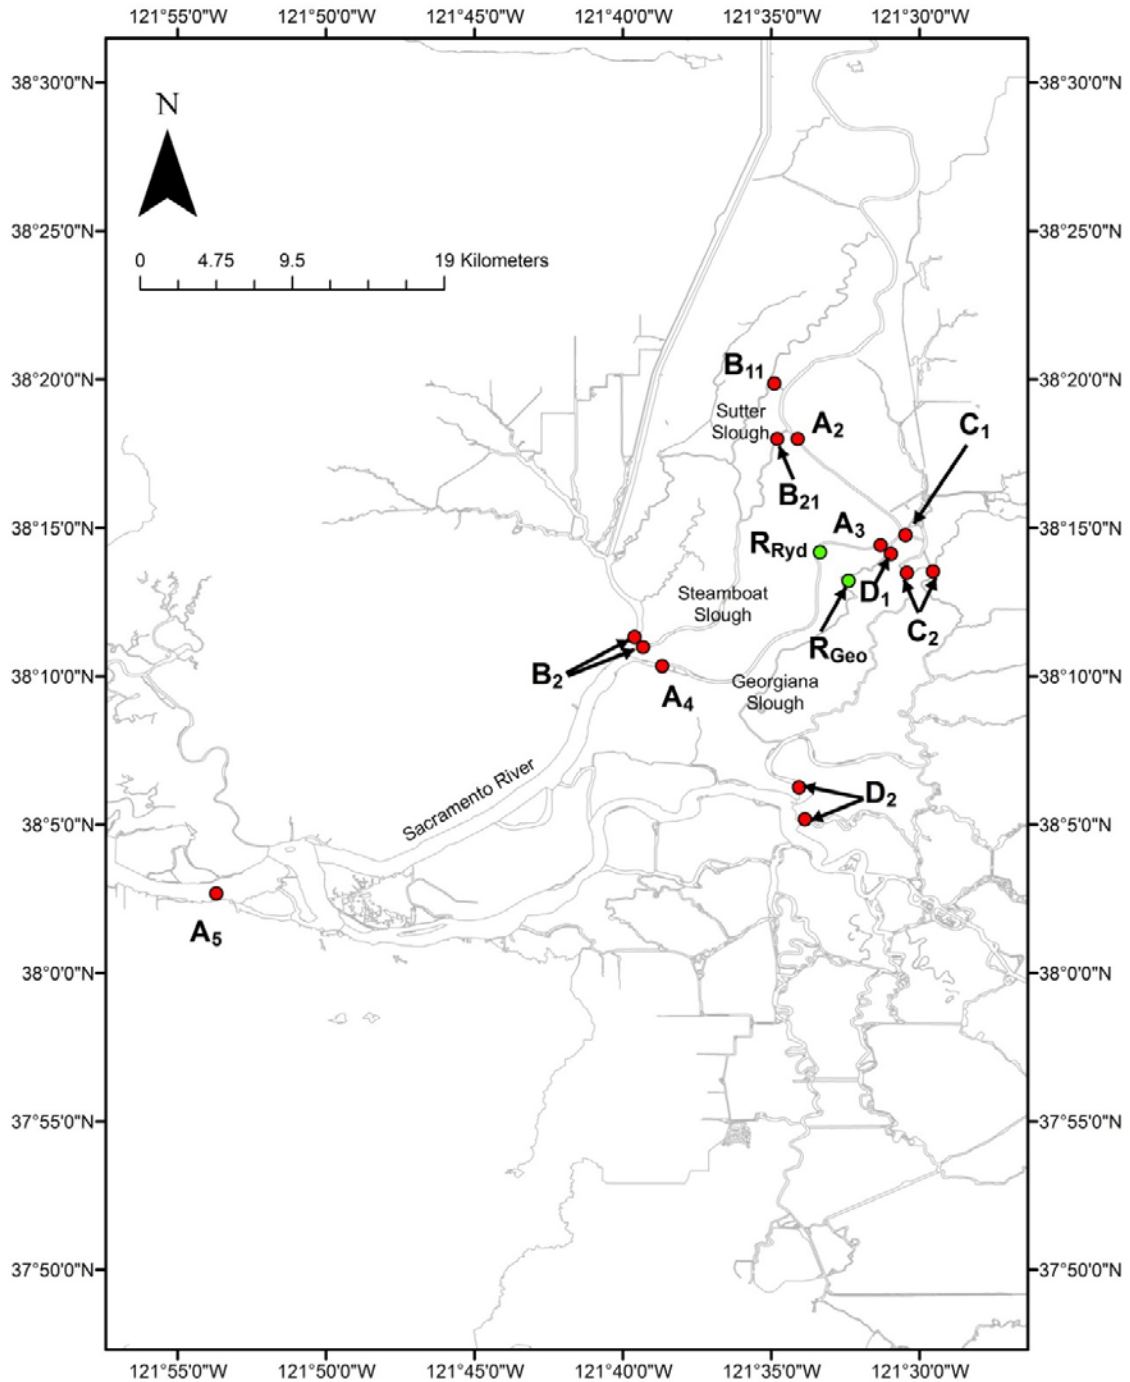 121°55'0"W 121°50'0"W 121°45'0"W 121°40'0"W 121°35'0"W 121°30'0"W
38°30'0"N 38°30'0"N
N
38°25'0"N 38°25'0"N
0 4.75 9.5 19 Kilometers
38°20'0"N 38°20'0"N
B11
Sutter
Slough
A2
C1
B21
38°15'0"N 38°15'0"N
A3
RRyd
D1
Steamboat
Slough
C2
RGeo
B2
38°10'0"N 38°10'0"N
A4
Georgiana
Slough
Sacramento River
D2
38°5'0"N 38°5'0"N
A5
38°0'0"N 38°0'0"N
37°55'0"N 37°55'0"N
37°50'0"N 37°50'0"N
121°55'0"W 121°50'0"W 121°45'0"W 121°40'0"W 121°35'0"W 121°30'0"W